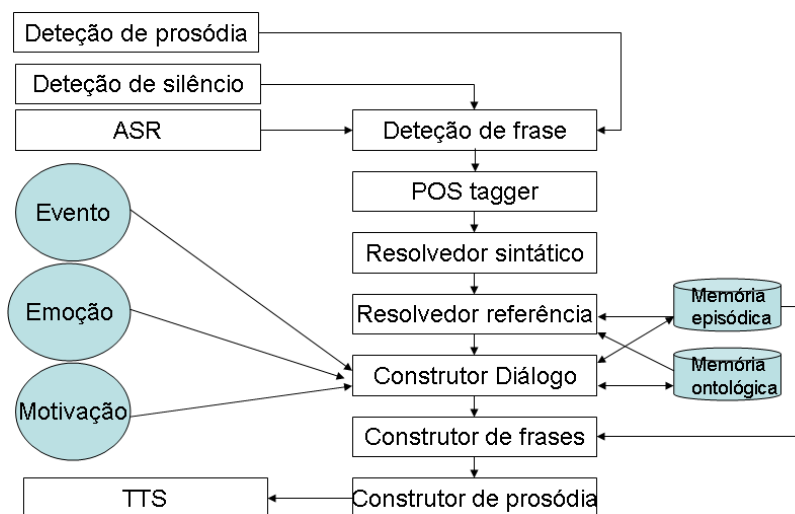 Deteção de prosódia
Deteção de silêncio
ASR
Deteção de frase
POS tagger
Evento
Resolvedor sintático
Emoção
Resolvedor referência
Memória
episódica
Construtor Diálogo
Memória
ontológica
Motivação
Construtor de frases
TTS
Construtor de prosódia